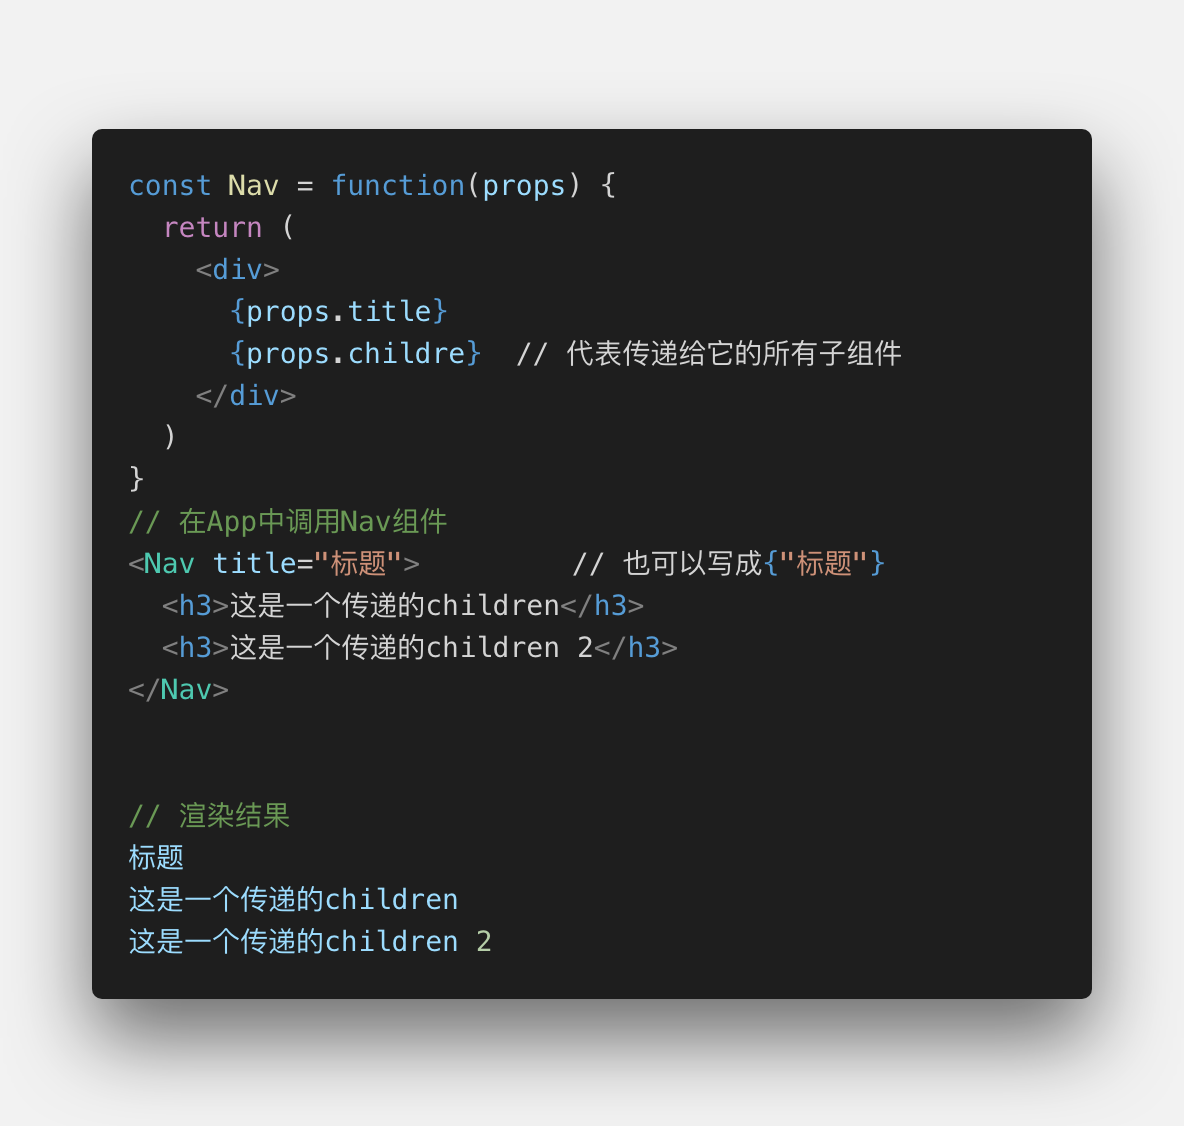 const Nav = function(props) {
  return (
    <div>
      {props.title}
      {props.childre}  // 代表传递给它的所有子组件
    </div>
  )
}
// 在App中调用Nav组件
<Nav title="标题">         // 也可以写成{"标题"}
  <h3>这是一个传递的children</h3>
  <h3>这是一个传递的children 2</h3>
</Nav>
// 渲染结果
标题
这是一个传递的children
这是一个传递的children 2